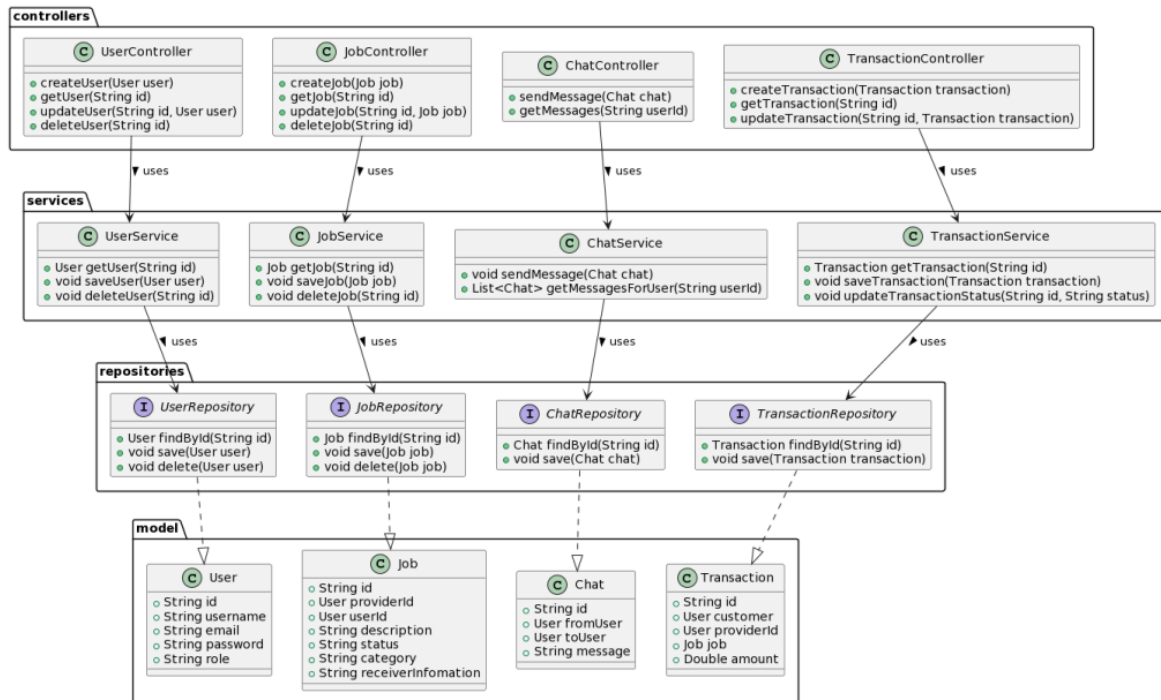 controllers
C UserController
createUser(User user)
getUser(String id)
updateUser(String id, User user)
deleteUser(String id)
C JobController
createJob(Job job)
getJob(String id)
updateJob(String id, Job job)
deleteJob(String id)
C ChatController
sendMessage(Chat chat)
getMessages(String userId)
C TransactionController
createTransaction(Transaction transaction)
getTransaction(String id)
updateTransaction(String id, Transaction transaction)
uses
uses
uses
uses
services
C UserService
User getUser(String id)
void saveUser(User user)
void deleteUser(String id)
C JobService
Job getJob(String id)
void saveJob(Job job)
void deleteJob(String id)
C ChatService
void sendMessage(Chat chat)
List<Chat> getMessagesForUser(String userId)
C TransactionService
Transaction getTransaction(String id)
void saveTransaction(Transaction transaction)
void updateTransactionStatus(String id, String status)
uses
uses
uses
uses
repositories
I UserRepository
User findById(String id)
void save(User user)
void delete(User user)
I JobRepository
Job findById(String id)
void save(Job job)
void delete(Job job)
I ChatRepository
Chat findById(String id)
void save(Chat chat)
I TransactionRepository
Transaction findById(String id)
void save(Transaction transaction)
model
C User
String id
String username
String email
String password
String role
C Job
String id
User providerId
User userId
String description
String status
String category
String receiverInfomation
C Chat
String id
User fromUser
User toUser
String message
C Transaction
String id
User customer
User providerId
Job job
Double amount